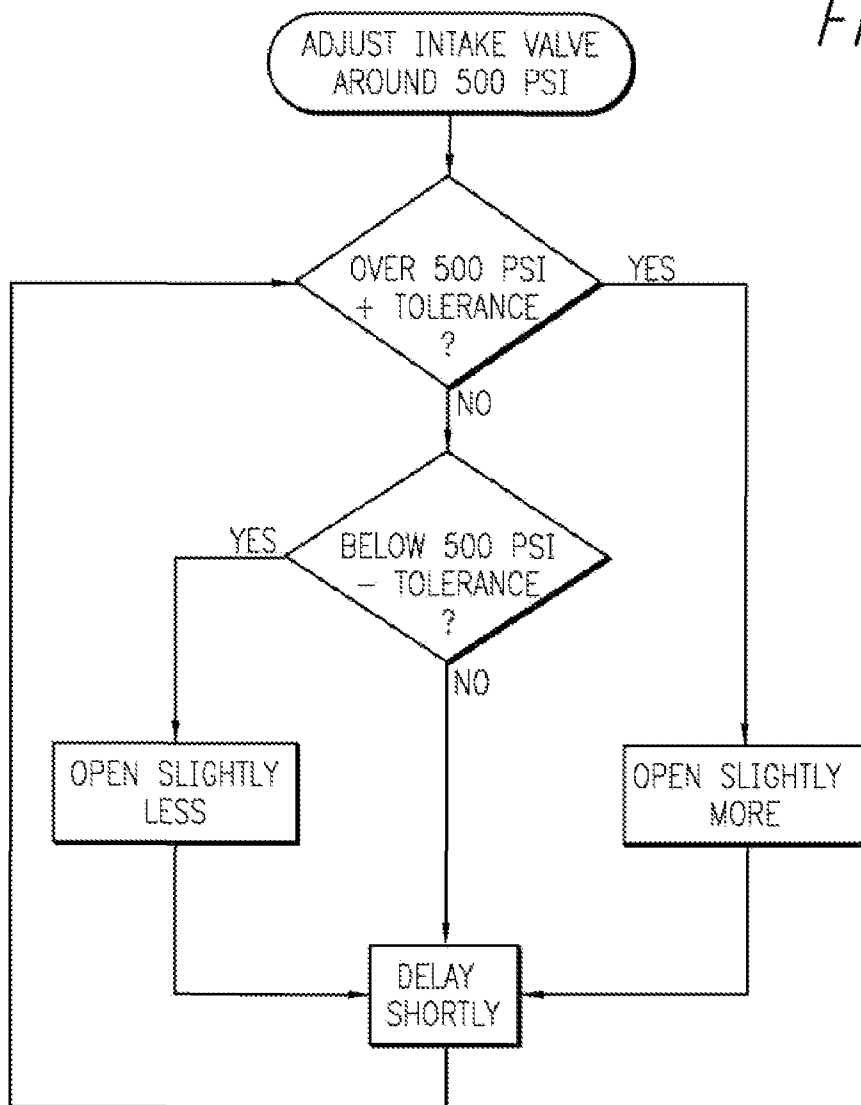 ADJUST INTAKE VALVE
AROUND 500 PSI
OVER 500 PSI
+ TOLERANCE
?
YES
NO
BELOW 500 PSI
– TOLERANCE
?
YES
NO
OPEN SLIGHTLY
LESS
OPEN SLIGHTLY
MORE
DELAY
SHORTLY